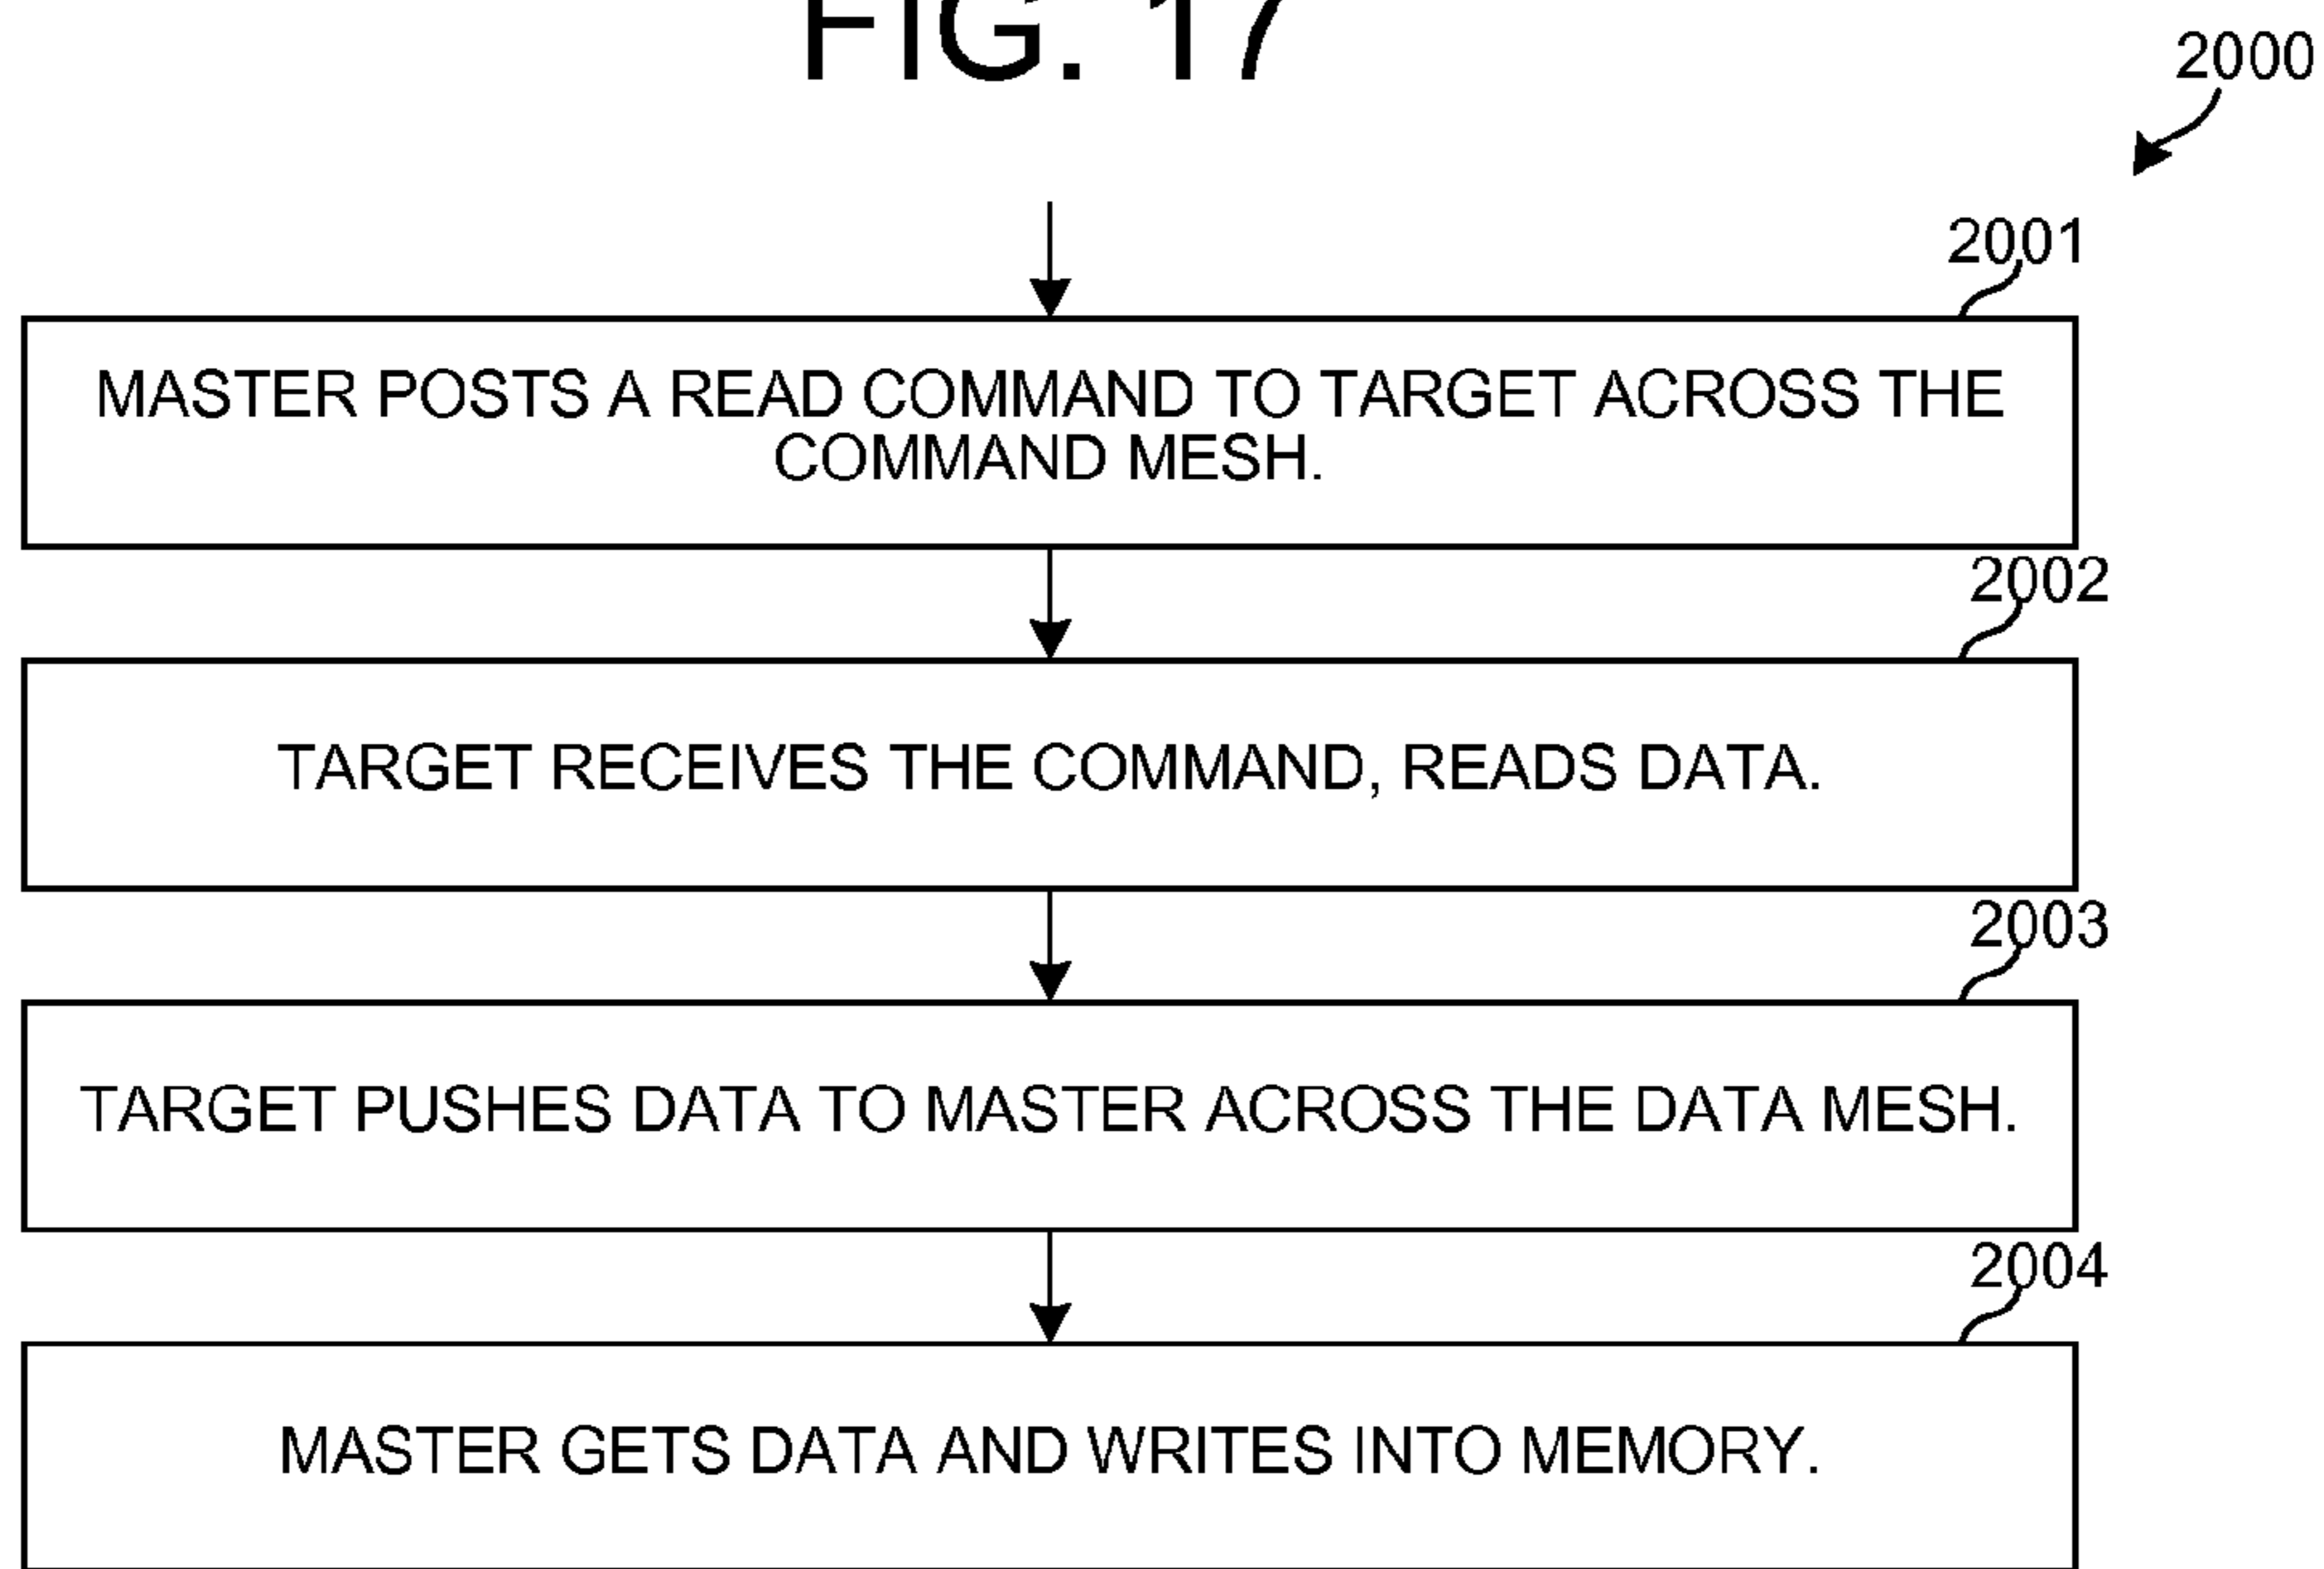 FIG. 17
2000
2001
MASTER POSTS A READ COMMAND TO TARGET ACROSS THE
COMMAND MESH.
2002
TARGET RECEIVES THE COMMAND, READS DATA.
2003
TARGET PUSHES DATA TO MASTER ACROSS THE DATA MESH.
2004
MASTER GETS DATA AND WRITES INTO MEMORY.